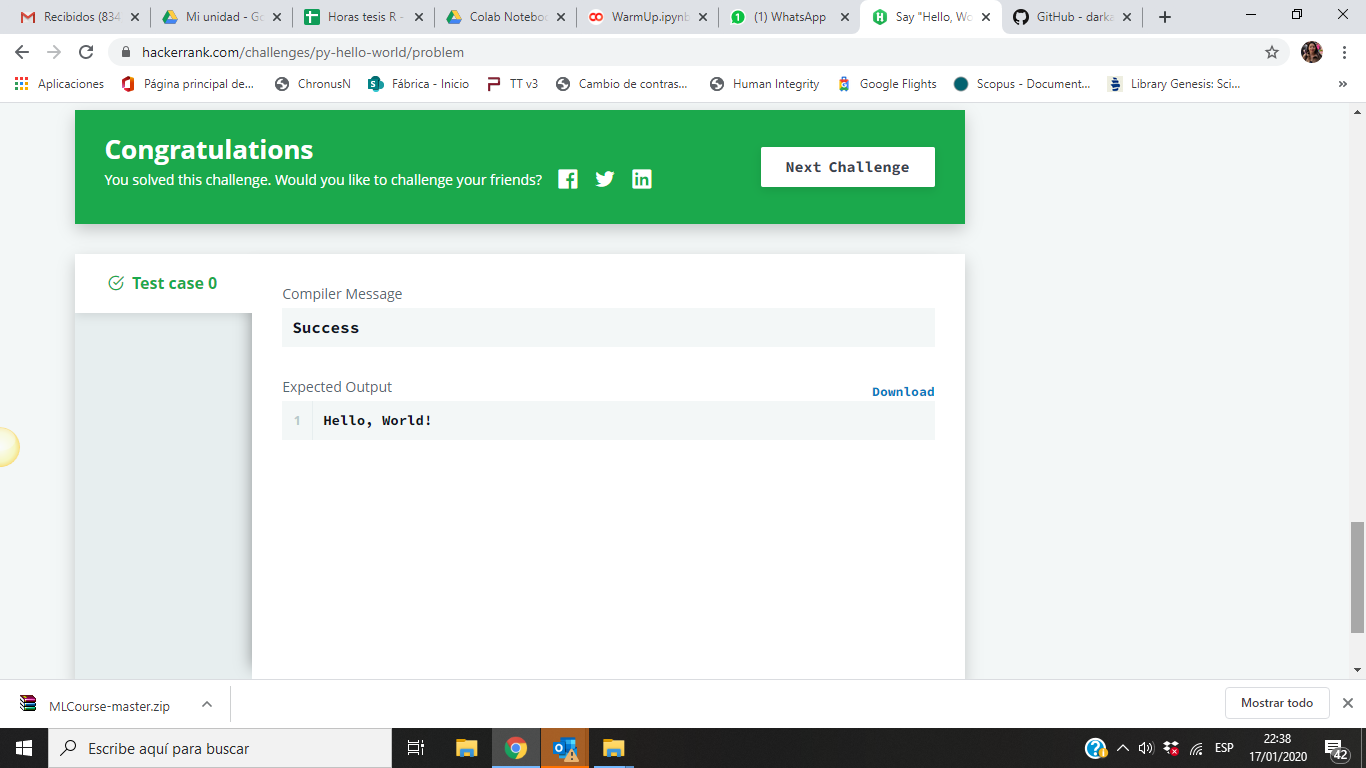 Recibidos (834
Mi unidad - Go
Horas tesis R -
Colab Noteboo
WarmUp.ipynb
(1) WhatsApp
Say "Hello, Wo
GitHub - darka
hackerrank.com/challenges/py-hello-world/problem
Aplicaciones
Página principal de...
ChronusN
Fábrica - Inicio
TT v3
Cambio de contras...
Human Integrity
Google Flights
Scopus - Document...
Library Genesis: Sci...
»
Congratulations
You solved this challenge. Would you like to challenge your friends?
Next Challenge
Test case 0
Compiler Message
Success
Expected Output
Download
1 Hello, World!
MLCourse-master.zip
Mostrar todo
Escribe aquí para buscar
ESP
22:38
17/01/2020
42